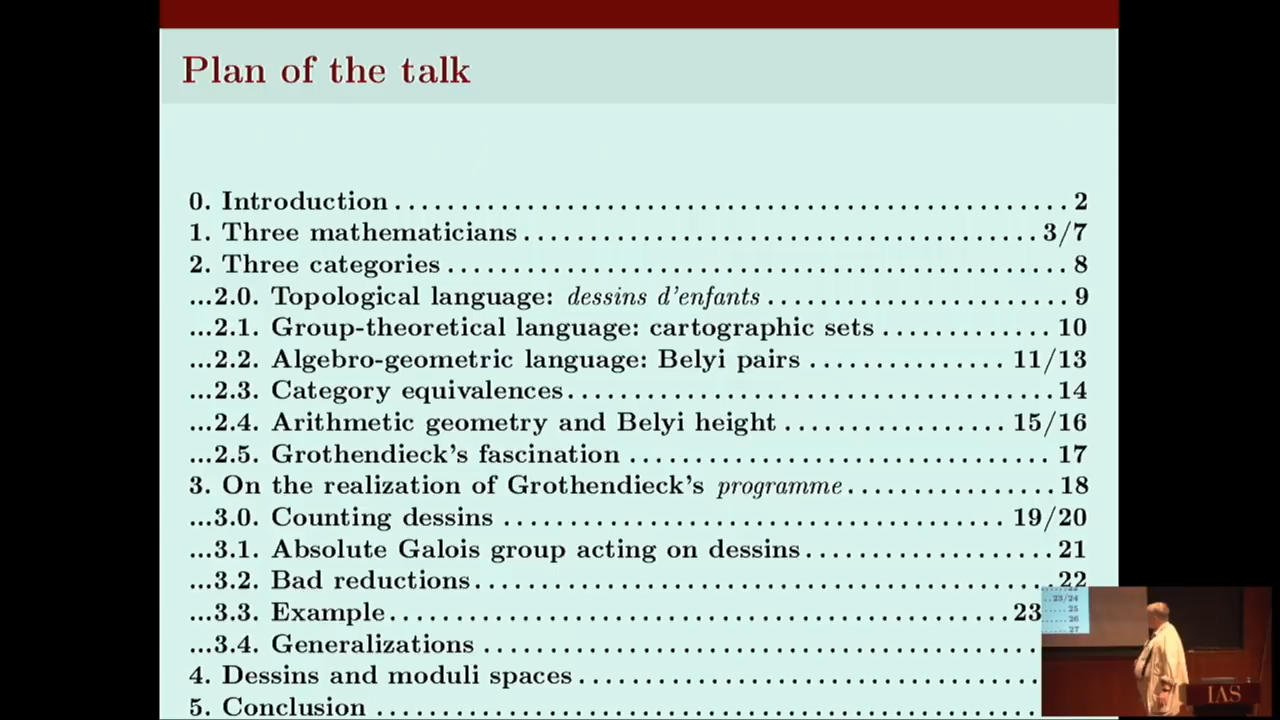 Plan of the talk
0. Introduction ................................................... 2
1. Three mathematicians ....................................... 3/7
2. Three categories ............................................... 8
...2.0. Topological language: dessins d'enfants ....................... 9
...2.1. Group-theoretical language: cartographic sets ............. 10
...2.2. Algebro-geometric language: Belyi pairs ............... 11/13
...2.3. Category equivalences ..................................... 14
...2.4. Arithmetic geometry and Belyi height ................. 15/16
...2.5. Grothendieck's fascination ................................ 17
3. On the realization of Grothendieck's programme ................ 18
...3.0. Counting dessins ...................................... 19/20
...3.1. Absolute Galois group acting on dessins ................... 21
...3.2. Bad reductions ............................................ 22
...3.3. Example ............................................... 23
...3.4. Generalizations ..........................................
4. Dessins and moduli spaces ...................................
5. Conclusion ..................................................
...23/24
.....25
.....26
.....27
IAS